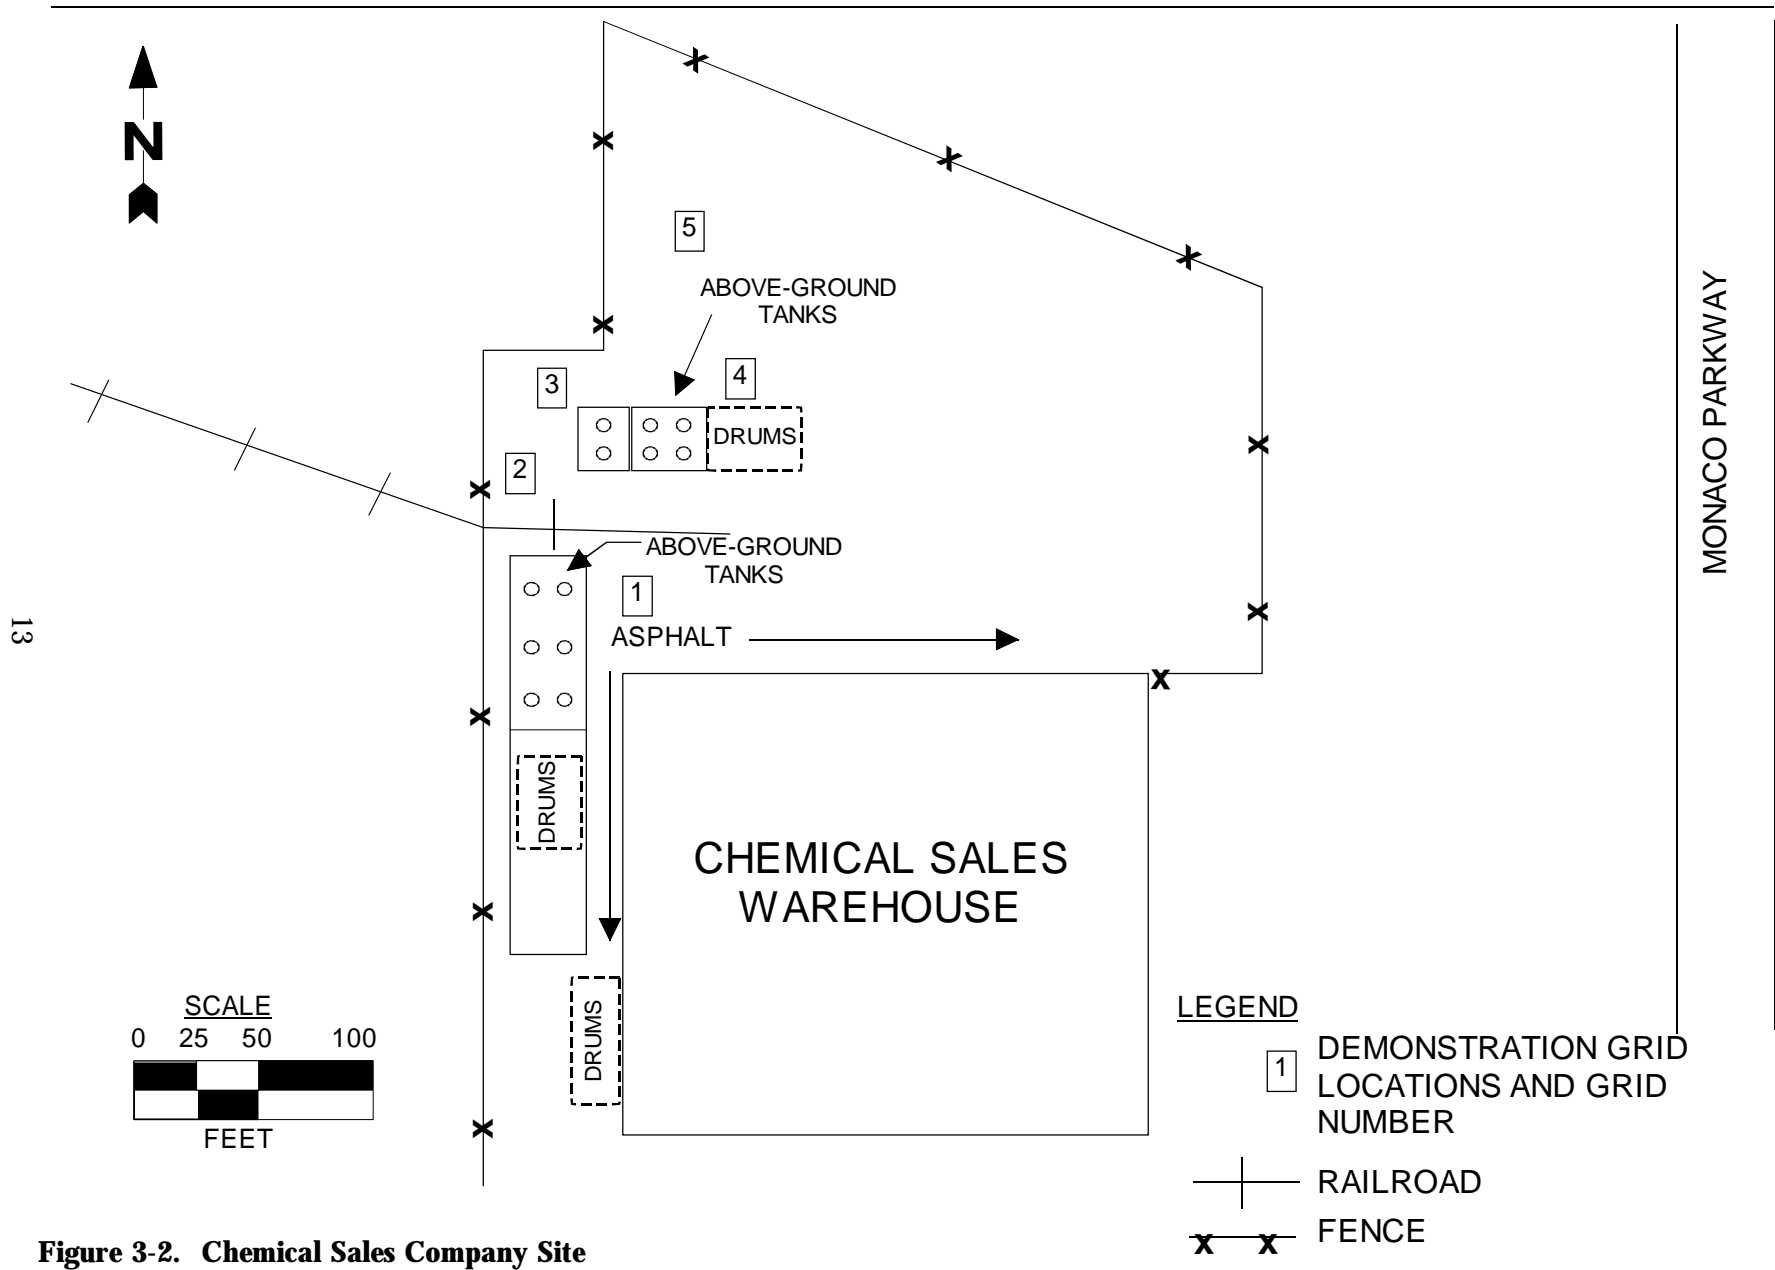 N
5
ABOVE-GROUND
TANKS
3
4
DRUMS
2
ABOVE-GROUND
TANKS
1
ASPHALT
MONACO PARKWAY
13
DRUMS
CHEMICAL SALES
WAREHOUSE
DRUMS
SCALE
0 25 50 100
FEET
LEGEND
1
DEMONSTRATION GRID
LOCATIONS AND GRID
NUMBER
RAILROAD
X X FENCE
Figure 3-2. Chemical Sales Company Site